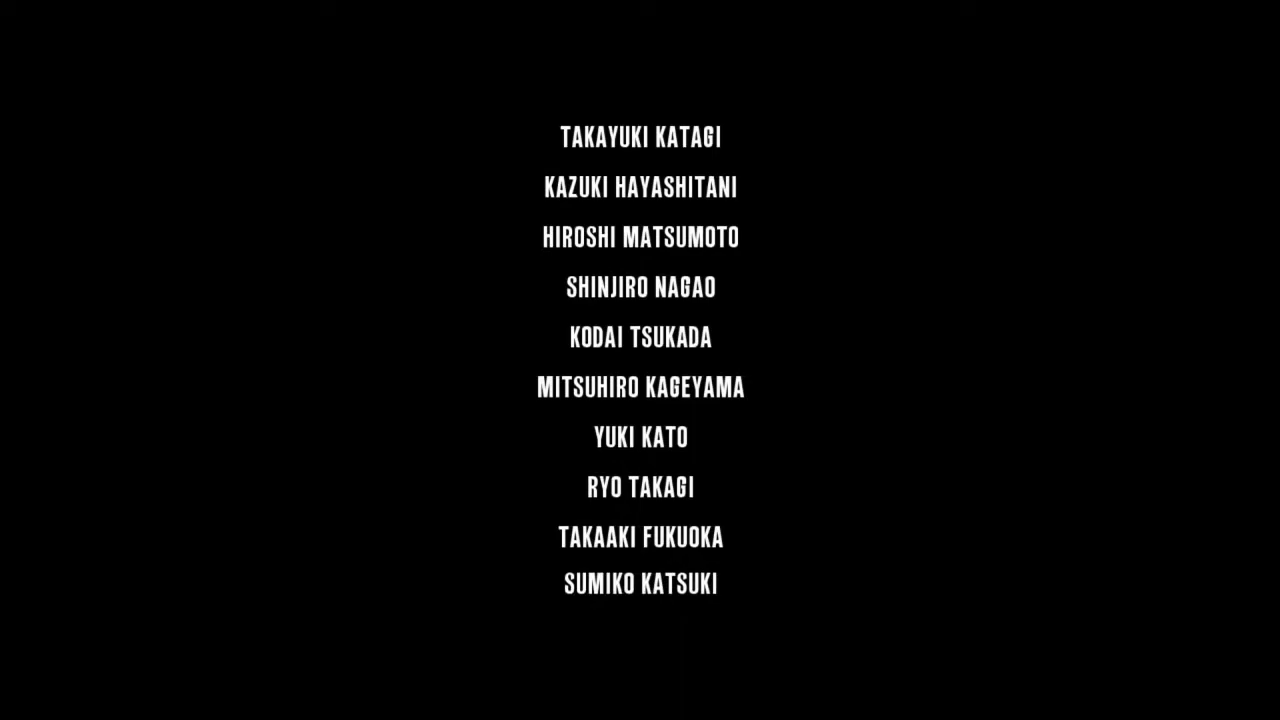 TAKAYUKI KATAGI
KAZUKI HAYASHITANI
HIROSHI MATSUMOTO
SHINJIRO NAGAO
KODAI TSUKADA
MITSUHIRO KAGEYAMA
YUKI KATO
RYO TAKAGI
TAKAAKI FUKUOKA
SUMIKO KATSUKI